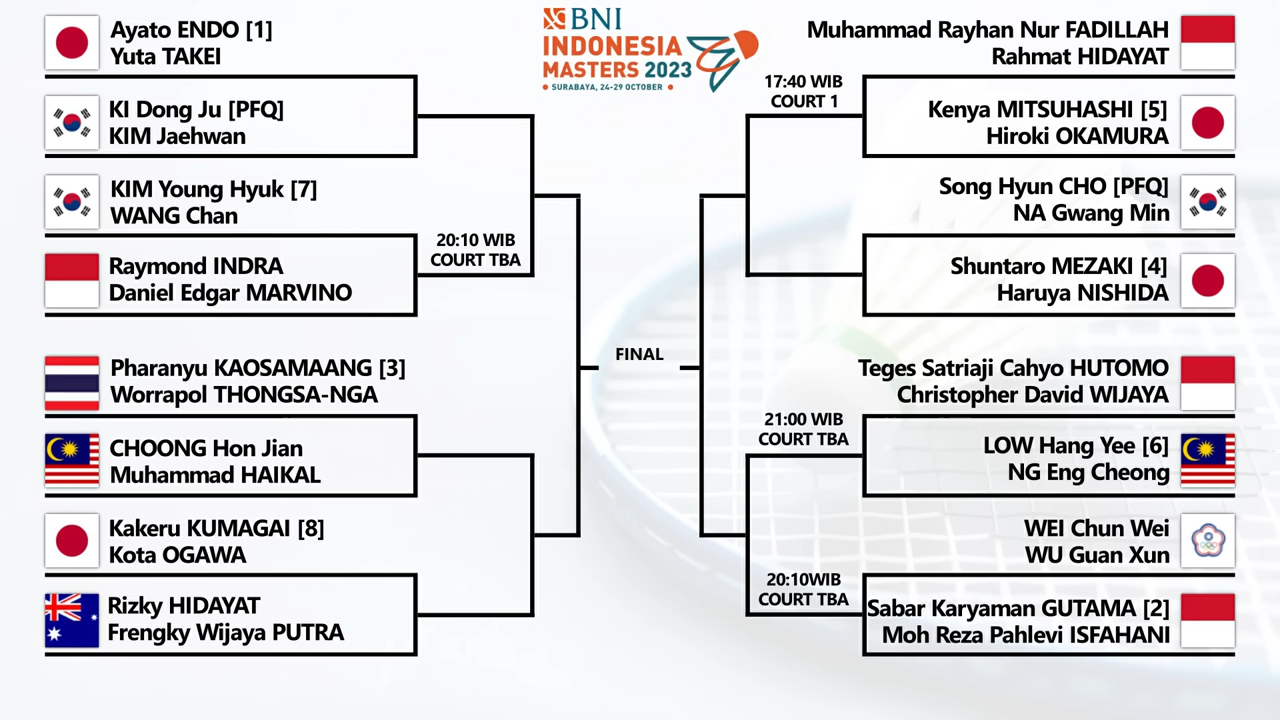 BNI
INDONESIA
MASTERS 2023
• SURABAYA, 24-29 OCTOBER •
Ayato ENDO [1]
Yuta TAKEI
KI Dong Ju [PFQ]
KIM Jaehwan
KIM Young Hyuk [7]
WANG Chan
20:10 WIB
COURT TBA
Raymond INDRA
Daniel Edgar MARVINO
Pharanyu KAOSAMAANG [3]
Worrapol THONGSA-NGA
CHOONG Hon Jian
Muhammad HAIKAL
Kakeru KUMAGAI [8]
Kota OGAWA
Rizky HIDAYAT
Frengky Wijaya PUTRA
FINAL
Muhammad Rayhan Nur FADILLAH
Rahmat HIDAYAT
17:40 WIB
COURT 1
Kenya MITSUHASHI [5]
Hiroki OKAMURA
Song Hyun CHO [PFQ]
NA Gwang Min
Shuntaro MEZAKI [4]
Haruya NISHIDA
Teges Satriaji Cahyo HUTOMO
Christopher David WIJAYA
21:00 WIB
COURT TBA
LOW Hang Yee [6]
NG Eng Cheong
WEI Chun Wei
WU Guan Xun
20:10WIB
COURT TBA
Sabar Karyaman GUTAMA [2]
Moh Reza Pahlevi ISFAHANI